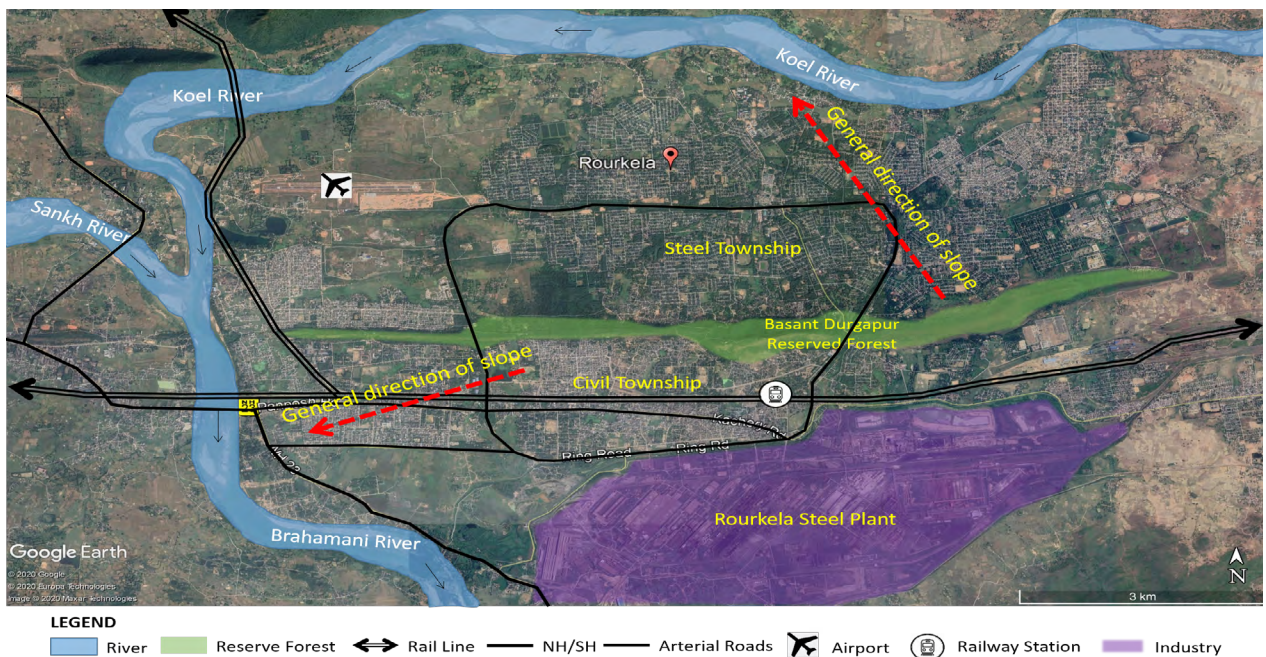 Koel River
Koel River
General direction of slope
Rourkela
Sankh River
Steel Township
Basant Durgapur
Reserved Forest
General direction of slope
Civil Township
Ring Road
Ring Rd
Rourkela Steel Plant
Brahamani River
Google Earth
© 2020 Google
© 2020 Europa Technologies
Image © 2020 Maxar Technologies
N
3 km
LEGEND
River
Reserve Forest
Rail Line
NH/SH
Arterial Roads
Airport
Railway Station
Industry